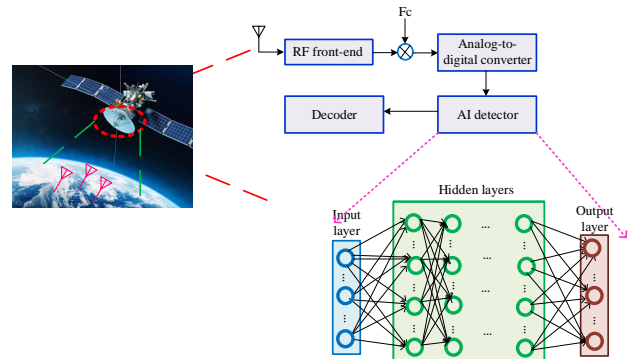 Fc
RF front-end
Analog-to-
digital converter
Decoder
AI detector
Hidden layers
Input
layer
Output
layer
...
...
...
...